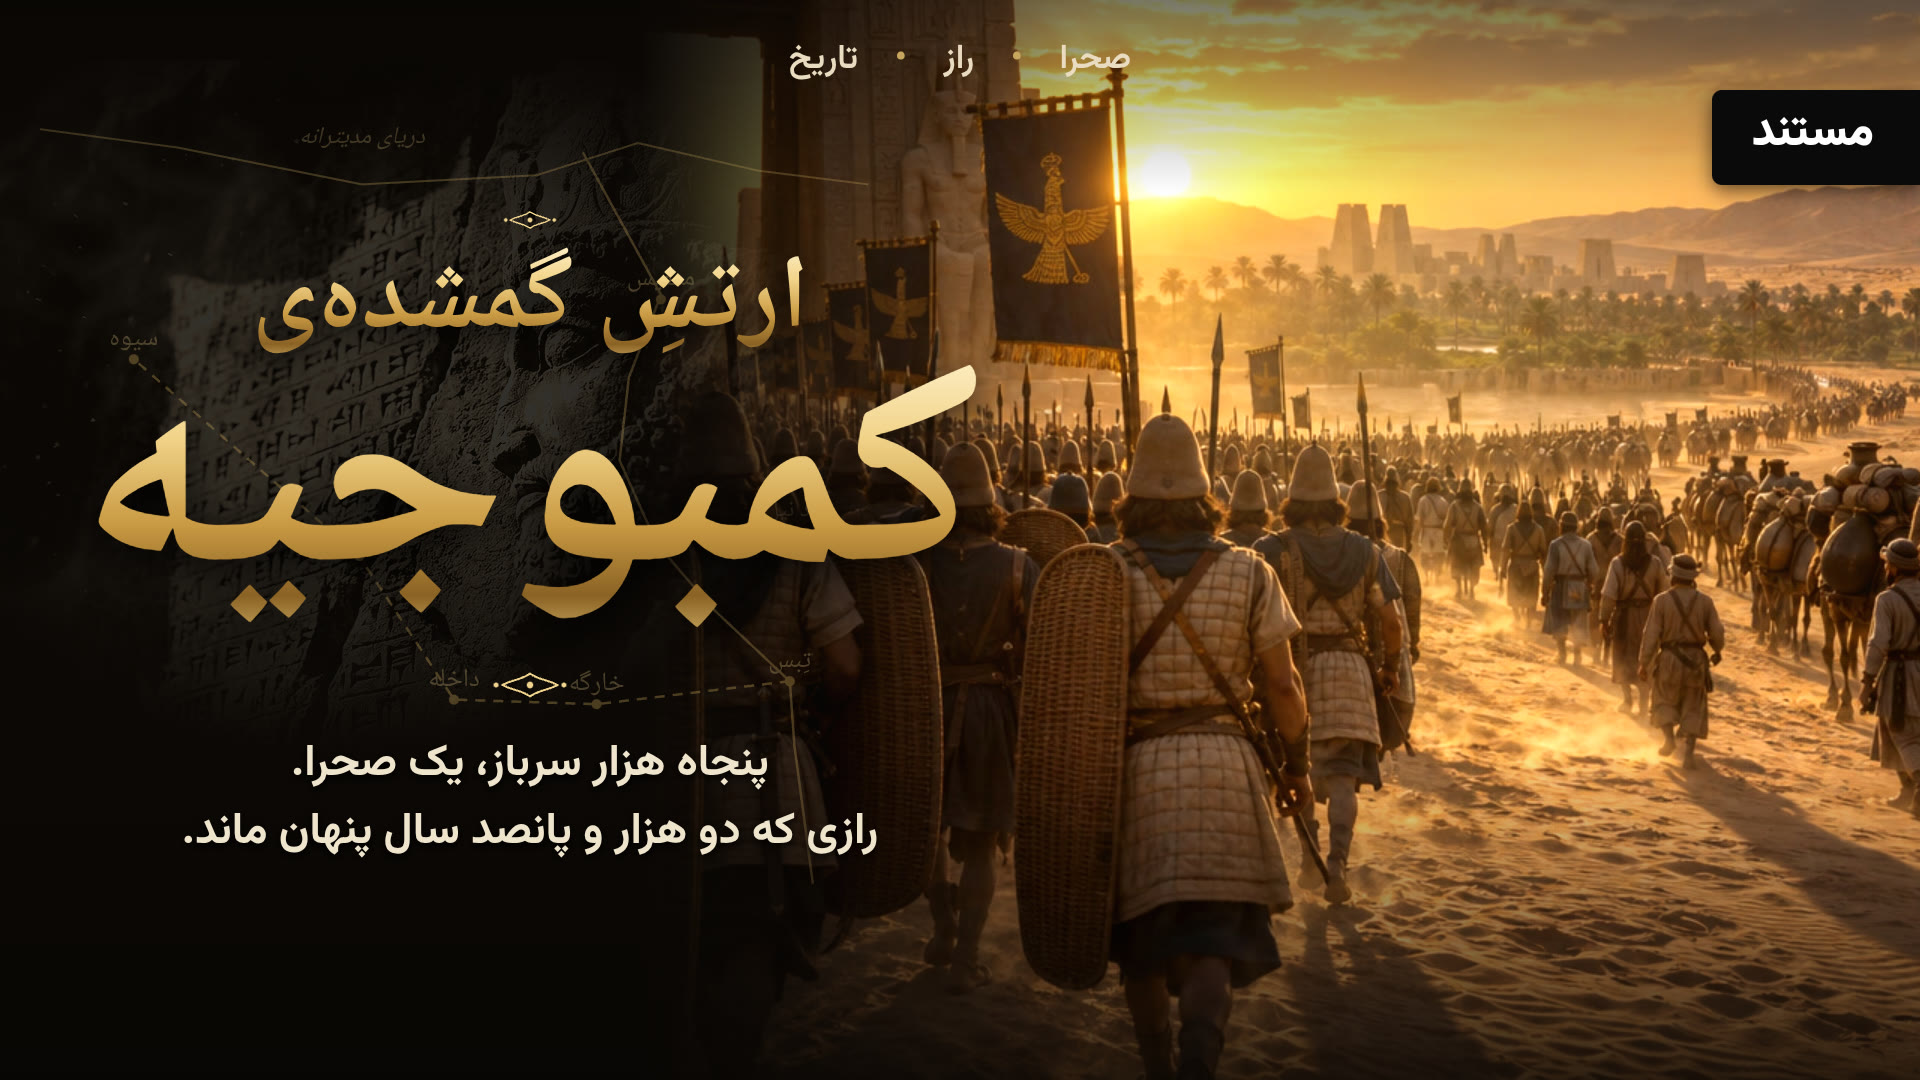 صحرا • راز • تاریخ
مستند
دریای مدیترانه
ارتشِ گمشده‌ی
سیوه
کمبوجیه
تِبس
خارگه
داخله
پنجاه هزار سرباز، یک صحرا.
رازی که دو هزار و پانصد سال پنهان ماند.